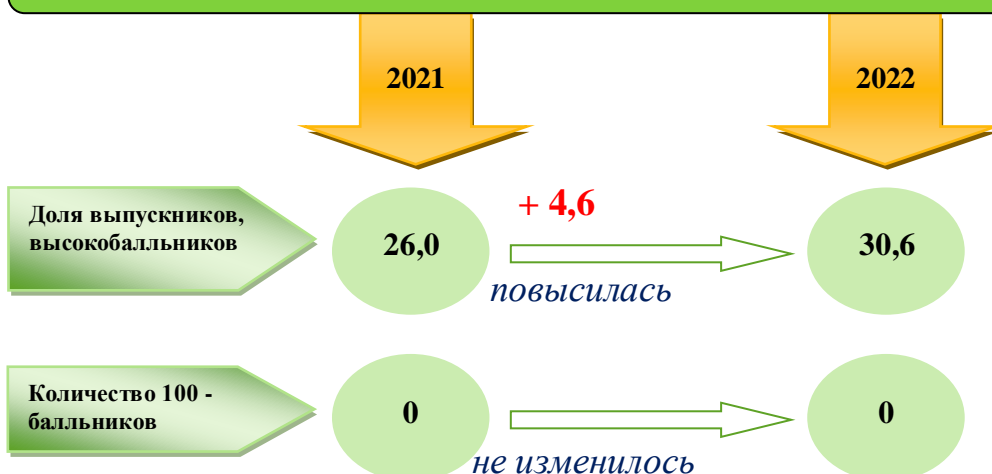 2021
2022
Доля выпускников,
высокобалльников
26,0
+ 4,6
повысилась
30,6
Количество 100 -
балльников
0
не изменилось
0